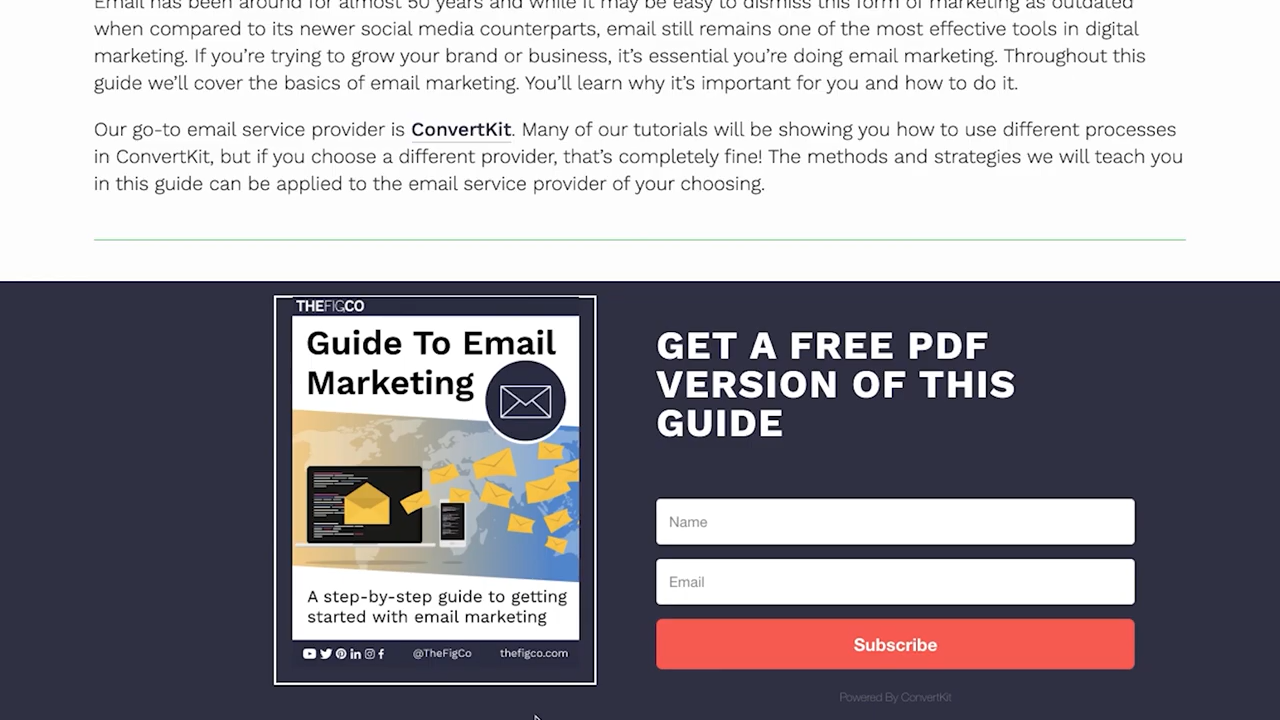 Email has been around for almost 50 years and while it may be easy to dismiss this form of marketing as outdated
when compared to its newer social media counterparts, email still remains one of the most effective tools in digital
marketing. If you’re trying to grow your brand or business, it’s essential you’re doing email marketing. Throughout this
guide we’ll cover the basics of email marketing. You’ll learn why it’s important for you and how to do it.
Our go-to email service provider is ConvertKit. Many of our tutorials will be showing you how to use different processes
in ConvertKit, but if you choose a different provider, that’s completely fine! The methods and strategies we will teach you
in this guide can be applied to the email service provider of your choosing.
THEFIGCO
Guide To Email
Marketing
A step-by-step guide to getting
started with email marketing
@TheFigCo thefigco.com
GET A FREE PDF
VERSION OF THIS
GUIDE
Name
Email
Subscribe
Powered By ConvertKit